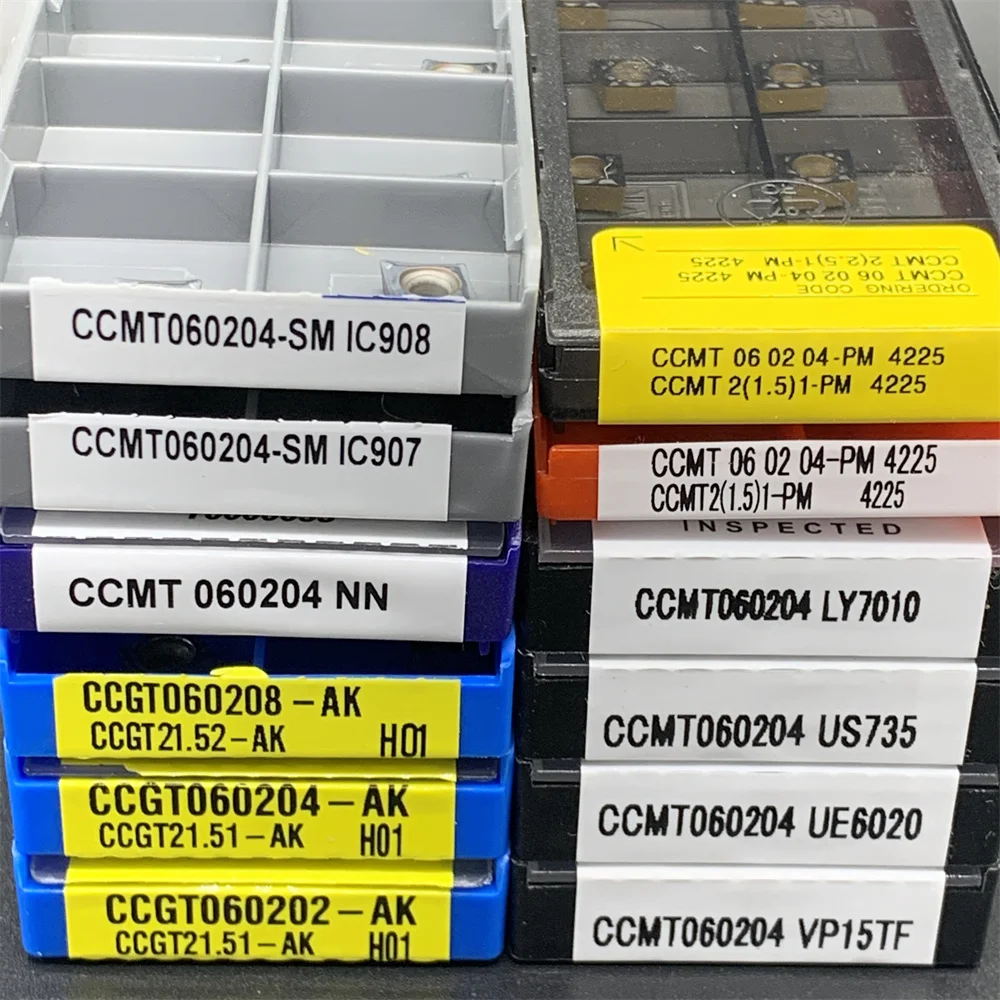 CCMT060204-SM IC908
CCMT060204-SM IC907
CCMT 060204 NN
CCGT060208-AK
CCGT21.52-AK H01
CCGT060204-AK
CCGT21.51-AK H01
CCGT060202-AK
CCGT21.51-AK H01
ORDERING CODE
CCMT 06 02 04-PM 4225
CCMT 2(2.5)1-PM 4225
CCMT 06 02 04-PM 4225
CCMT 2(1.5)1-PM 4225
CCMT 06 02 04-PM 4225
CCMT2(1.5)1-PM 4225
INSPECTED
CCMT060204 LY7010
CCMT060204 US735
CCMT060204 UE6020
CCMT060204 VP15TF